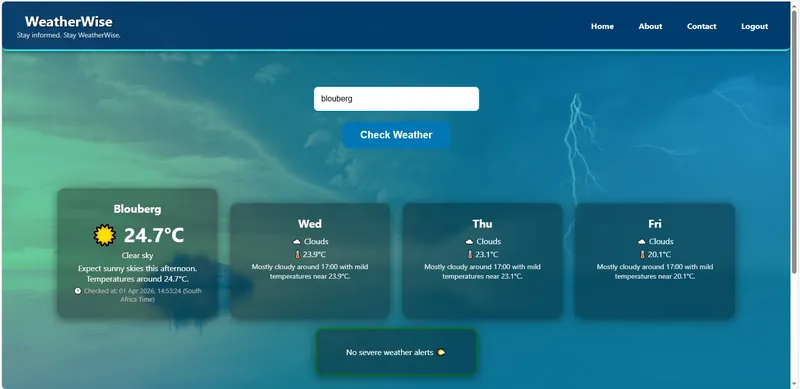 WeatherWise
Stay informed. Stay WeatherWise.
Home
About
Contact
Logout
blouberg
Check Weather
Blouberg
24.7°C
Clear sky
Expect sunny skies this afternoon.
Temperatures around 24.7°C.
Checked at: 01 Apr 2026, 14:53:24 (South
Africa Time)
Wed
Clouds
23.9°C
Mostly cloudy around 17:00 with mild
temperatures near 23.9°C.
Thu
Clouds
23.1°C
Mostly cloudy around 17:00 with mild
temperatures near 23.1°C.
Fri
Clouds
20.1°C
Mostly cloudy around 17:00 with mild
temperatures near 20.1°C.
No severe weather alerts